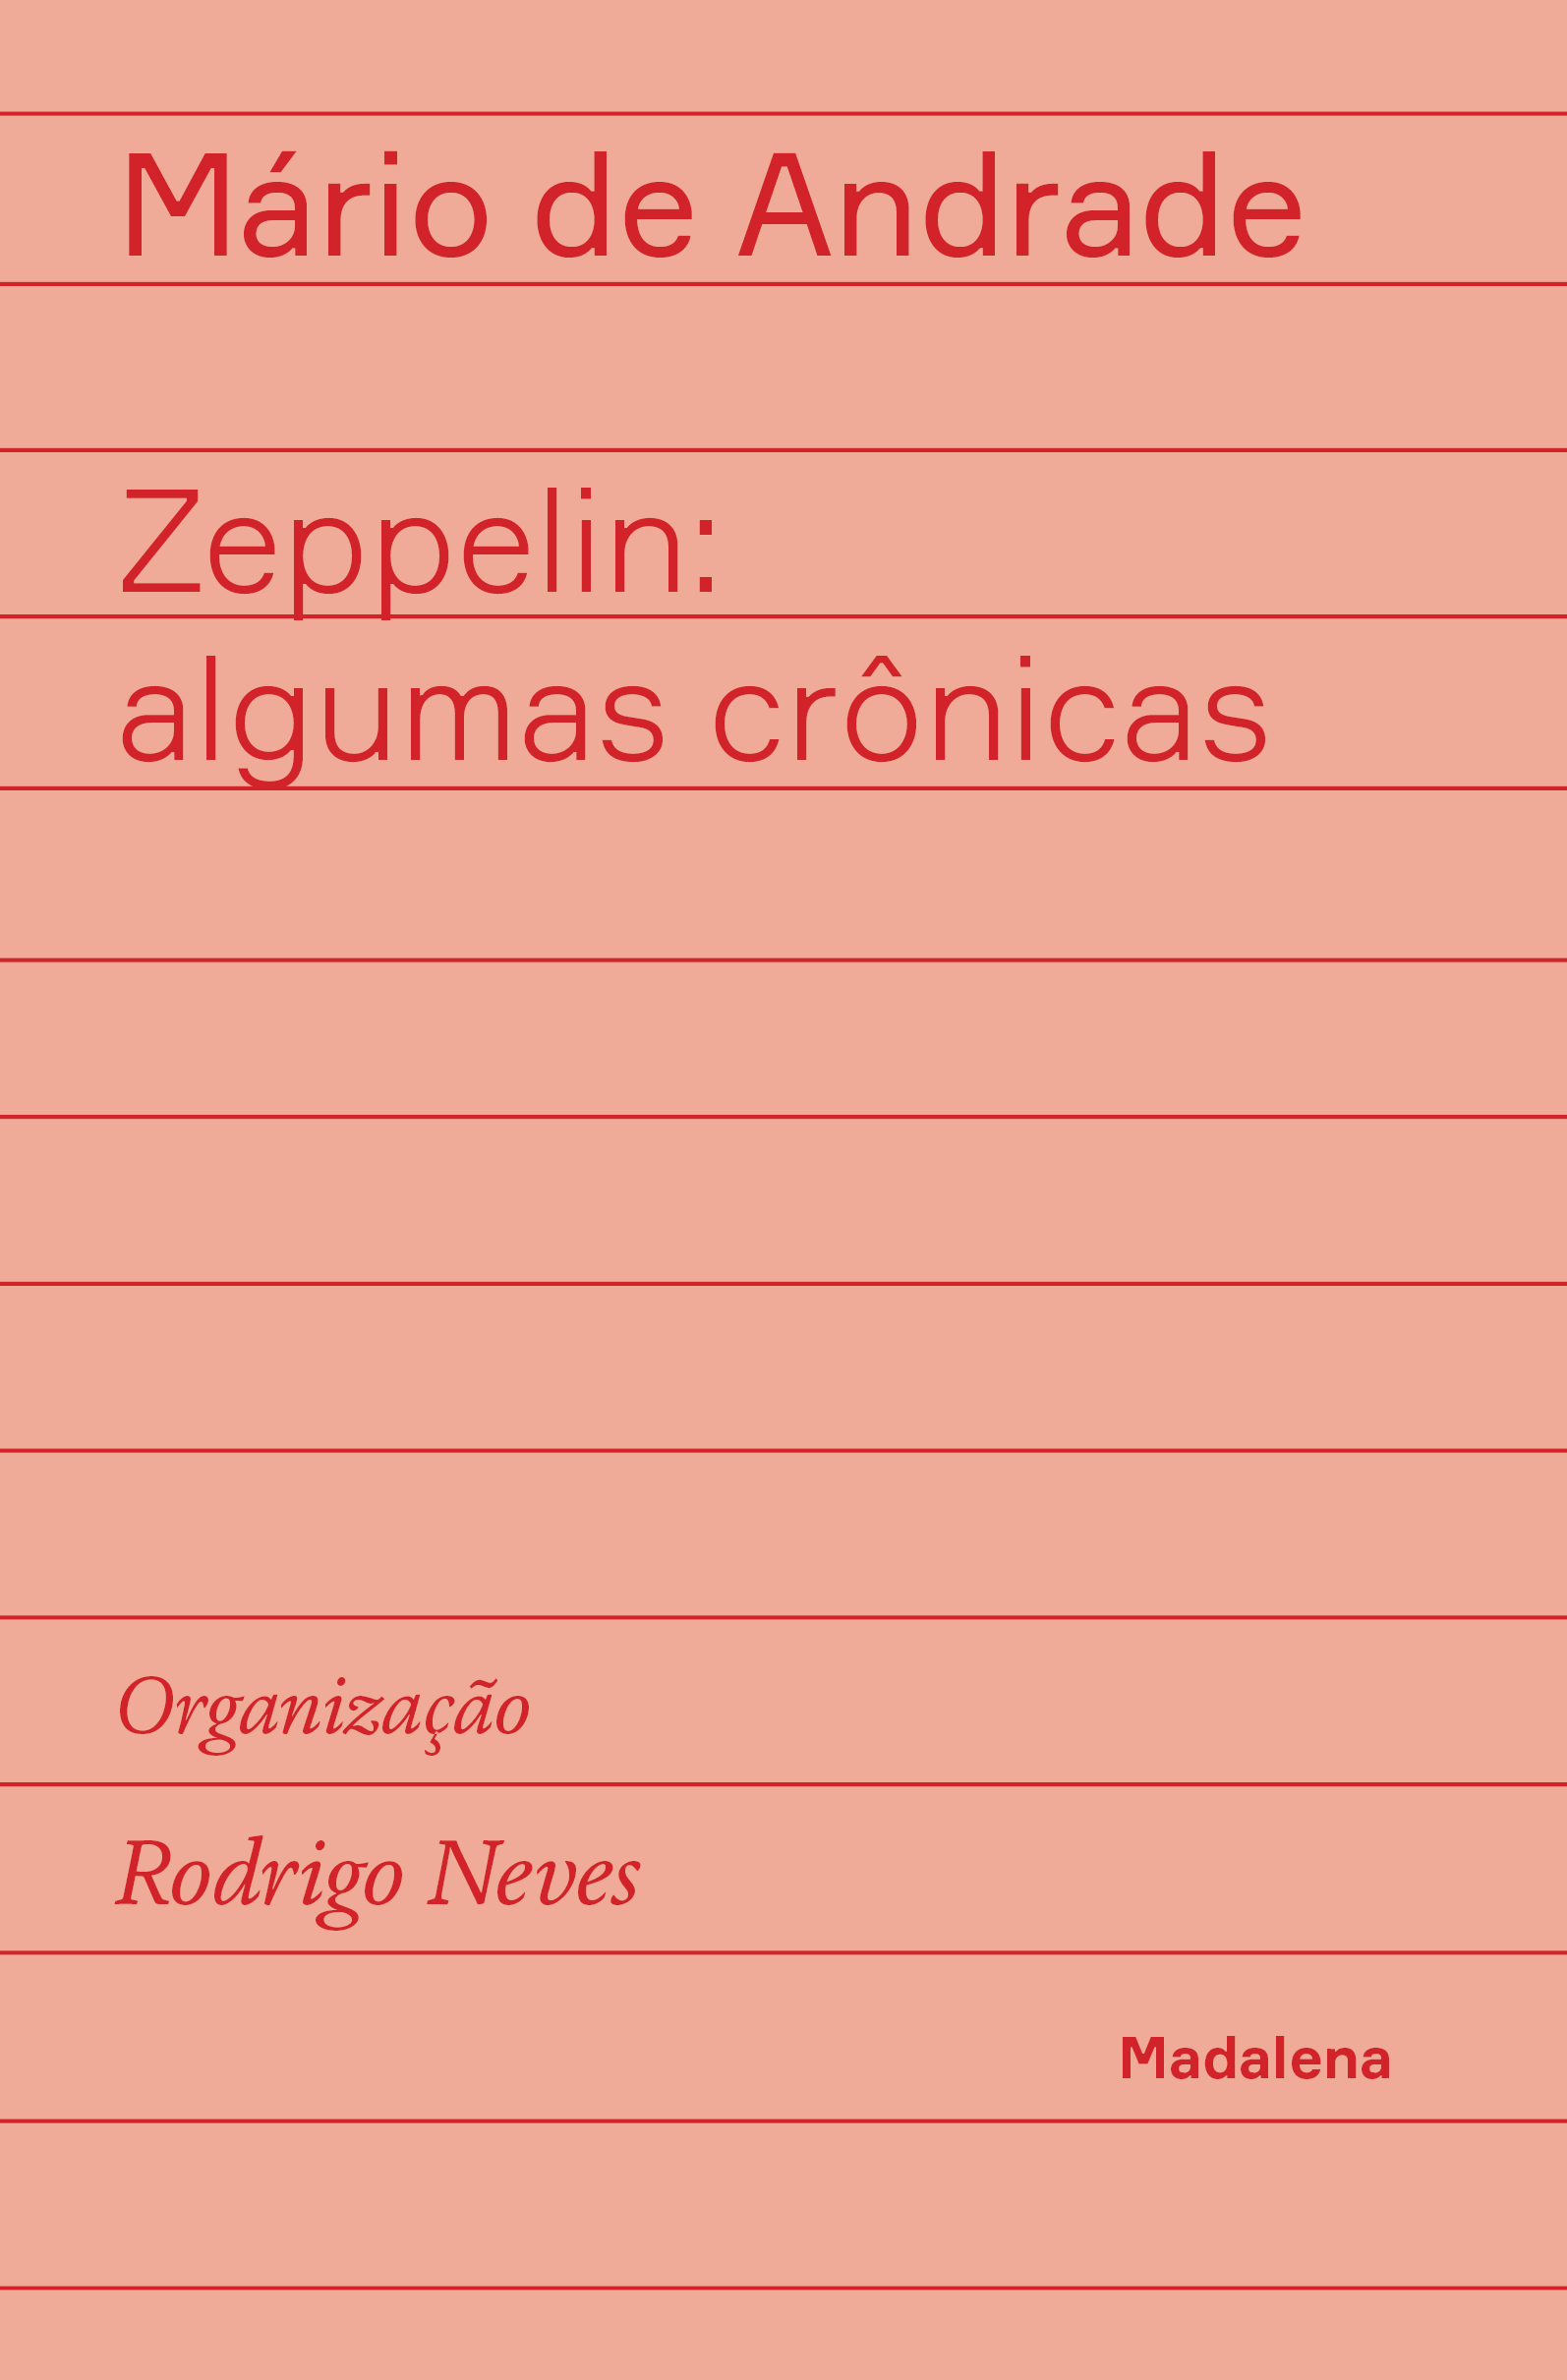 Mário de Andrade
Zeppelin:
algumas crônicas
Organização
Rodrigo Neves
Madalena